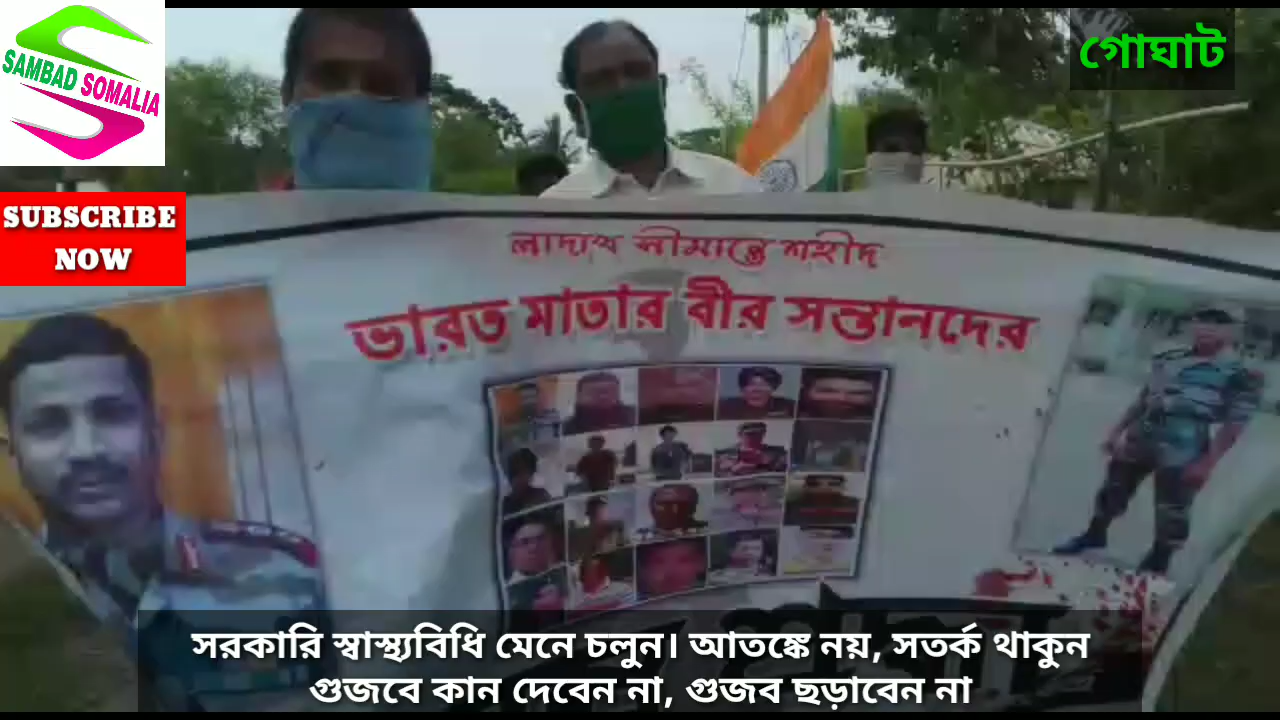 SAMBAD SOMALIA
গোঘাট
SUBSCRIBE
NOW
লাদাখ সীমান্তে শহীদ
ভারত মাতার বীর সন্তানদের
সরকারি স্বাস্থ্যবিধি মেনে চলুন। আতঙ্কে নয়, সতর্ক থাকুন
গুজবে কান দেবেন না, গুজব ছড়াবেন না